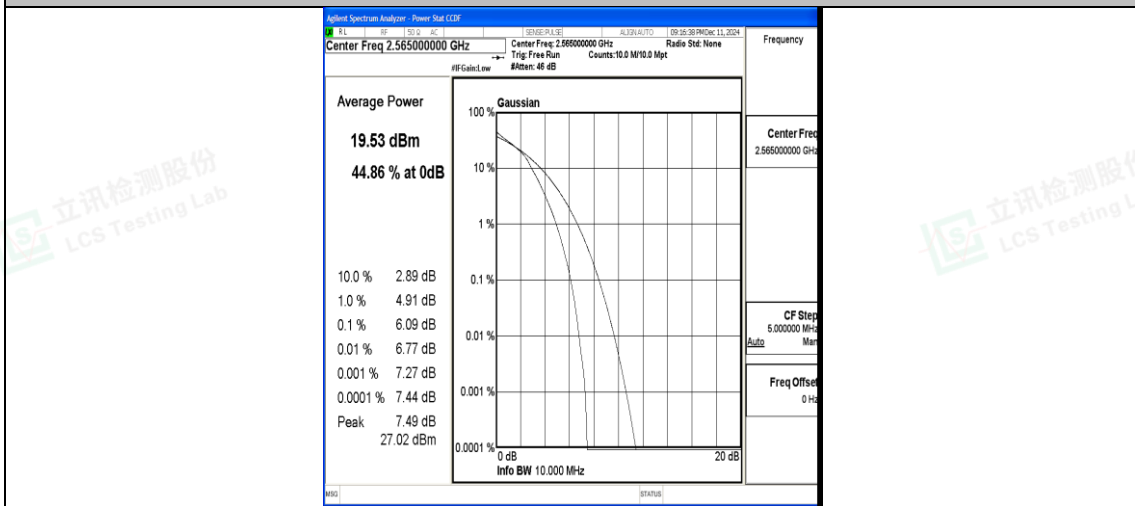 Agilent Spectrum Analyzer - Power Stat CCDF
RL RF 50 Ω AC SENSE:PULSE ALIGN AUTO 09:16:38 PM Dec 11, 2024
Center Freq 2.565000000 GHz
Center Freq: 2.565000000 GHz Radio Std: None
Trig: Free Run Counts:10.0 M/10.0 Mpt
#IFGain:Low #Atten: 46 dB
Frequency
Average Power
19.53 dBm
44.86 % at 0dB
10.0 % 2.89 dB
1.0 % 4.91 dB
0.1 % 6.09 dB
0.01 % 6.77 dB
0.001 % 7.27 dB
0.0001 % 7.44 dB
Peak 7.49 dB
27.02 dBm
Gaussian
100 %
10 %
1 %
0.1 %
0.01 %
0.001 %
0.0001 %
0 dB 20 dB
Info BW 10.000 MHz
Center Freq
2.565000000 GHz
CF Step
5.000000 MHz
Auto Man
Freq Offset
0 Hz
MSG STATUS
立讯检测股份
LCS Testing Lab
立讯检测股份
LCS Testing L